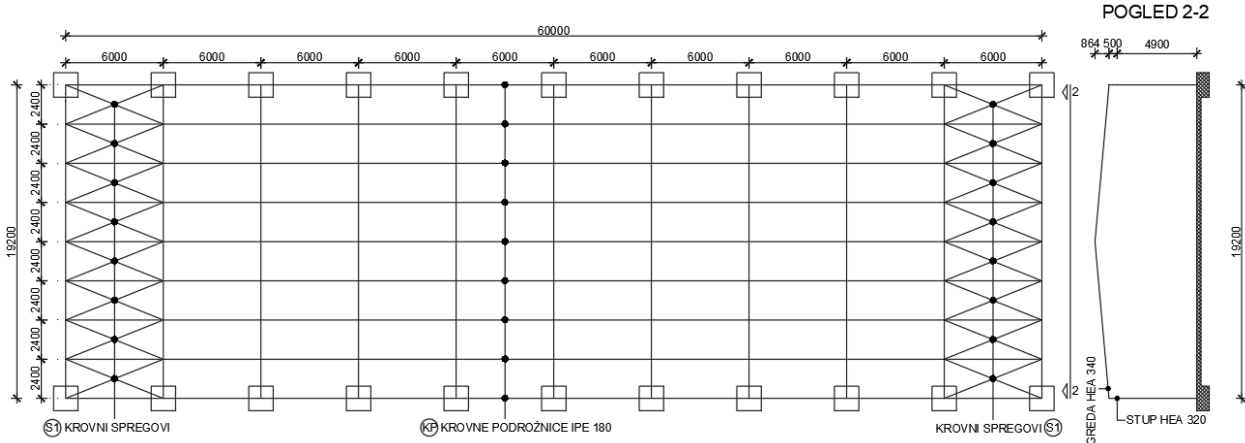 POGLED 2-2
60000
864 500 4900
6000 6000 6000 6000 6000 6000 6000 6000 6000 6000
2
19200
2400
2400
2400
2400
2400
2400
2400
2400
19200
2
GREDA HEA 340
STUP HEA 320
S1 KROVNI SPREGOVI
KP KROVNE PODROŽNICE IPE 180
KROVNI SPREGOVI S1